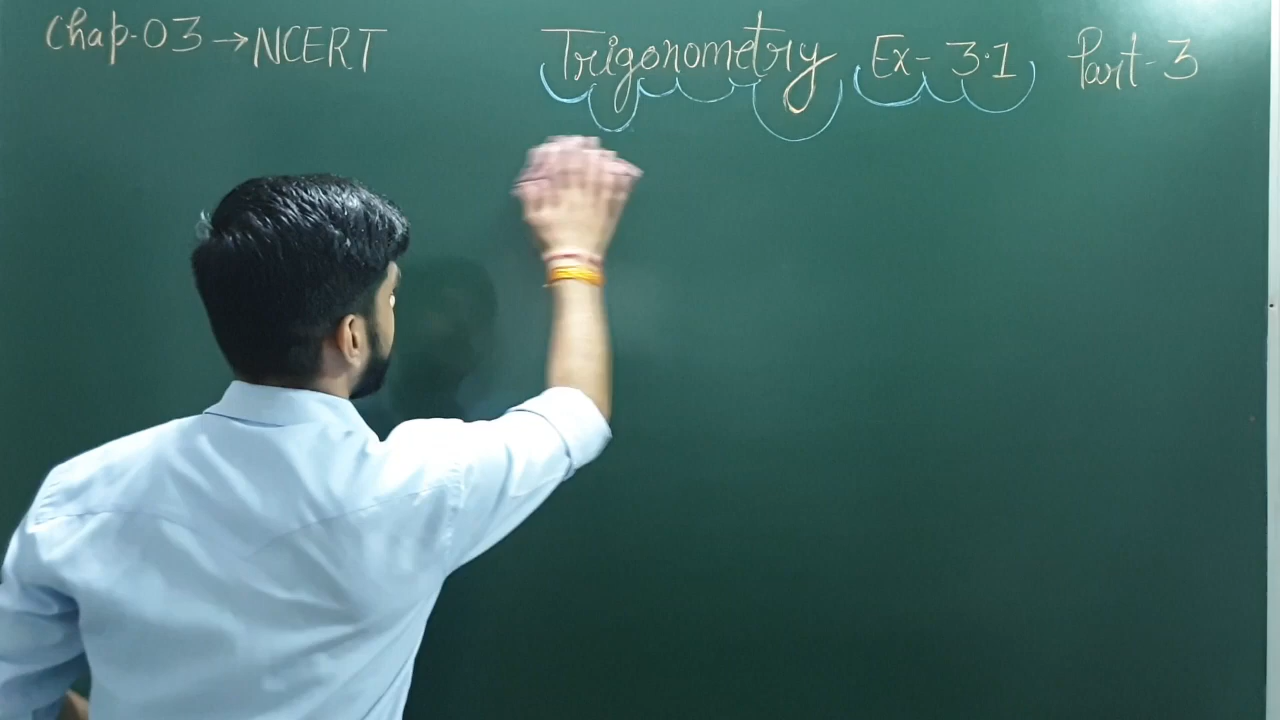 Chap-03 → NCERT Trigonometry Ex- 3.1 Part-3